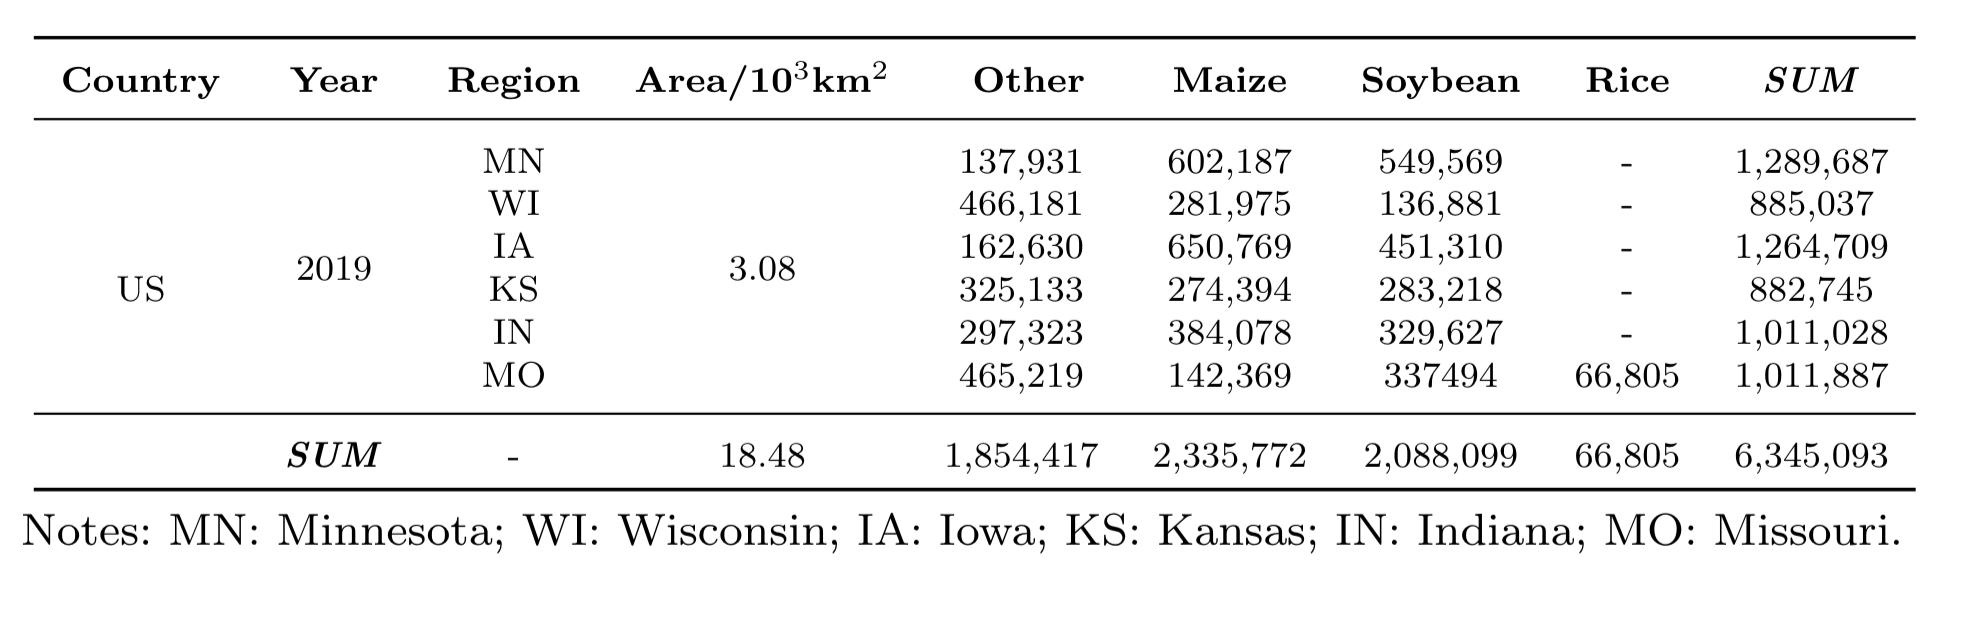 Country Year Region Area/10³km² Other Maize Soybean Rice SUM
MN 137,931 602,187 549,569 - 1,289,687
WI 466,181 281,975 136,881 - 885,037
IA 162,630 650,769 451,310 - 1,264,709
2019 3.08
US KS 325,133 274,394 283,218 - 882,745
IN 297,323 384,078 329,627 - 1,011,028
MO 465,219 142,369 337494 66,805 1,011,887
SUM - 18.48 1,854,417 2,335,772 2,088,099 66,805 6,345,093
Notes: MN: Minnesota; WI: Wisconsin; IA: Iowa; KS: Kansas; IN: Indiana; MO: Missouri.